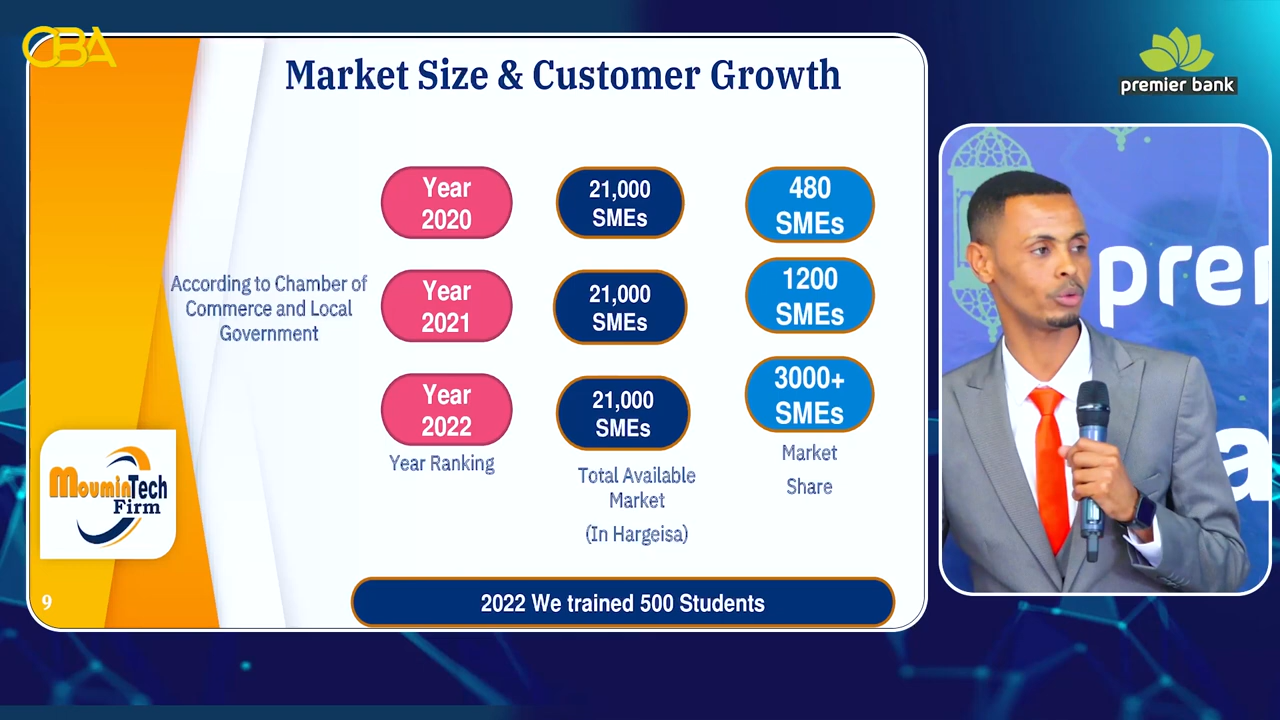 CBA
Market Size & Customer Growth
premier bank
Year
2020
21,000
SMEs
480
SMEs
According to Chamber of
Commerce and Local
Government
Year
2021
21,000
SMEs
1200
SMEs
Year
2022
21,000
SMEs
3000+
SMEs
Year Ranking
Total Available
Market
(In Hargeisa)
Market
Share
MouminTech
Firm
9
2022 We trained 500 Students
prem
a